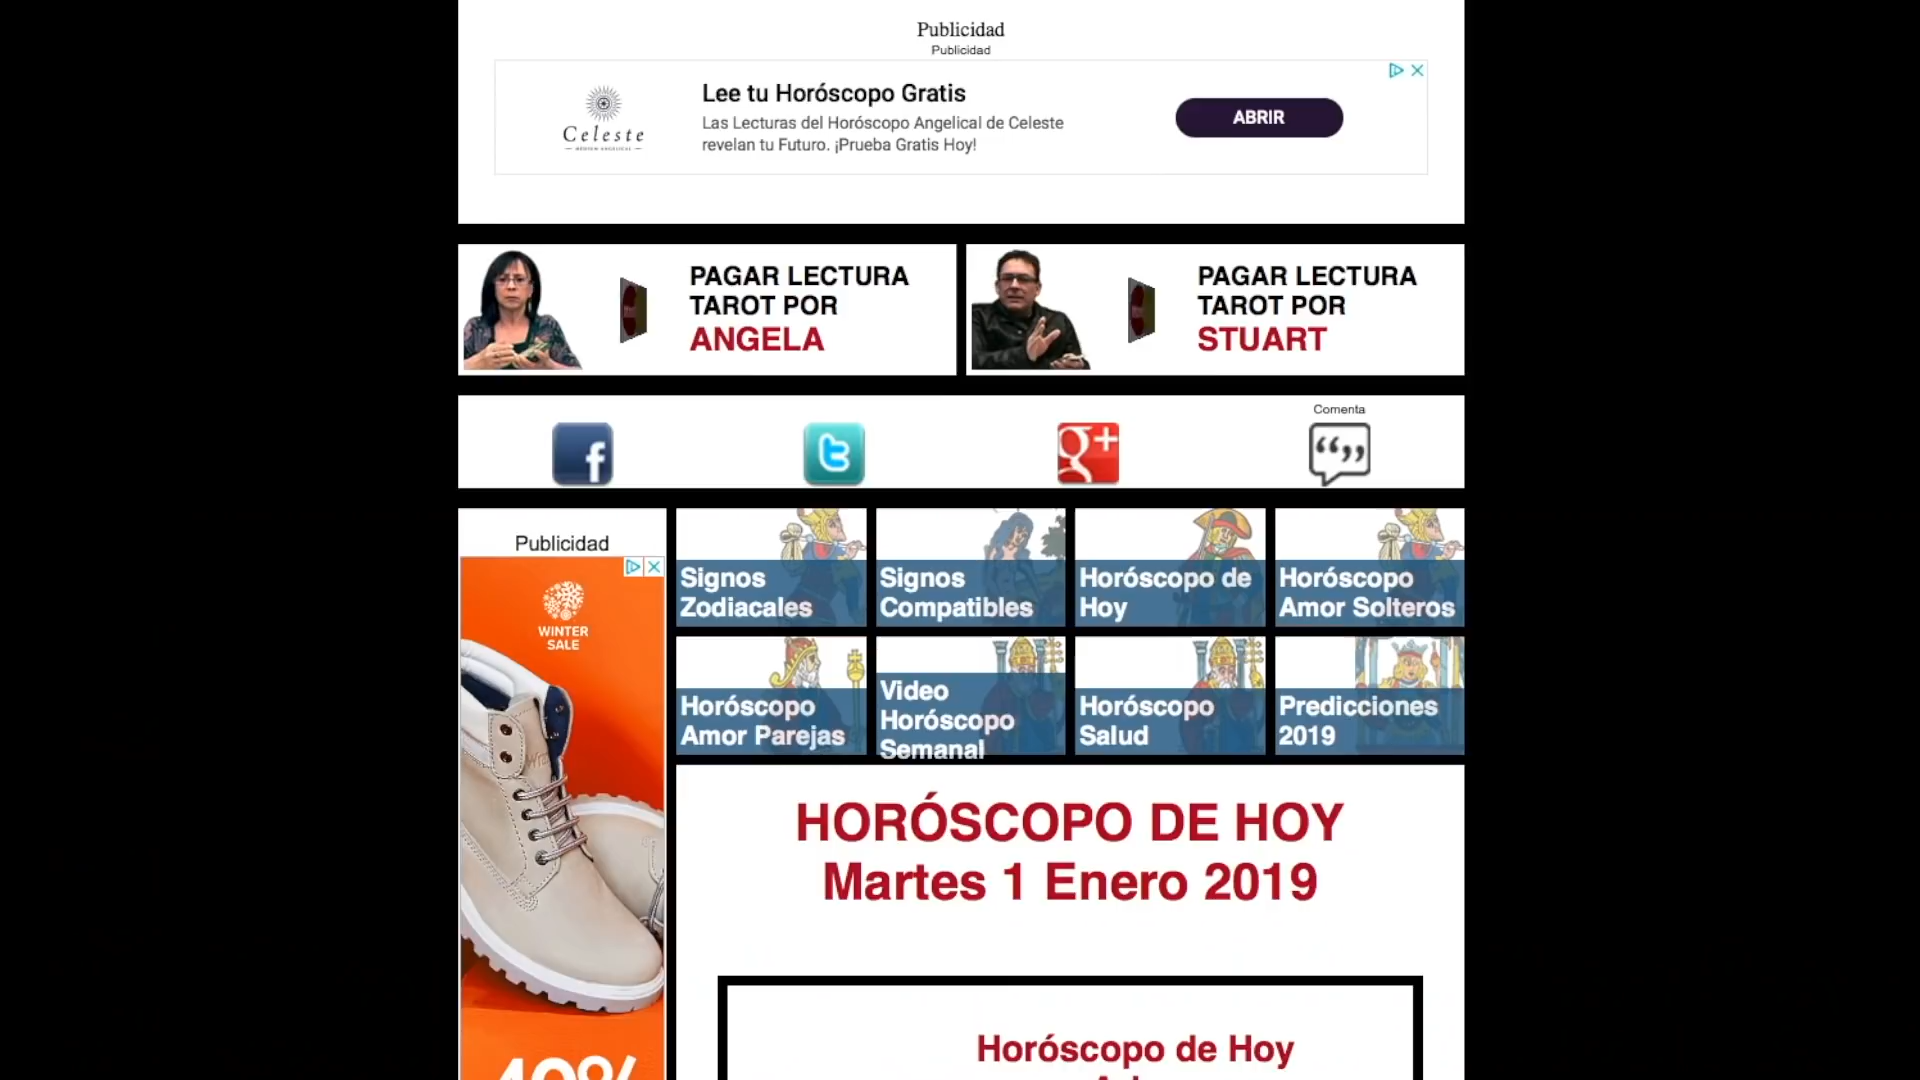 Publicidad
Publicidad
Lee tu Horóscopo Gratis
Las Lecturas del Horóscopo Angelical de Celeste
revelan tu Futuro. ¡Prueba Gratis Hoy!
Celeste
MÉDIUM ANGELICAL
ABRIR
PAGAR LECTURA
TAROT POR
ANGELA
PAGAR LECTURA
TAROT POR
STUART
Comenta
Publicidad
WINTER
SALE
40%
Signos
Zodiacales
Signos
Compatibles
Horóscopo de
Hoy
Horóscopo
Amor Solteros
Horóscopo
Amor Parejas
Video
Horóscopo
Semanal
Horóscopo
Salud
Predicciones
2019
HORÓSCOPO DE HOY
Martes 1 Enero 2019
Horóscopo de Hoy